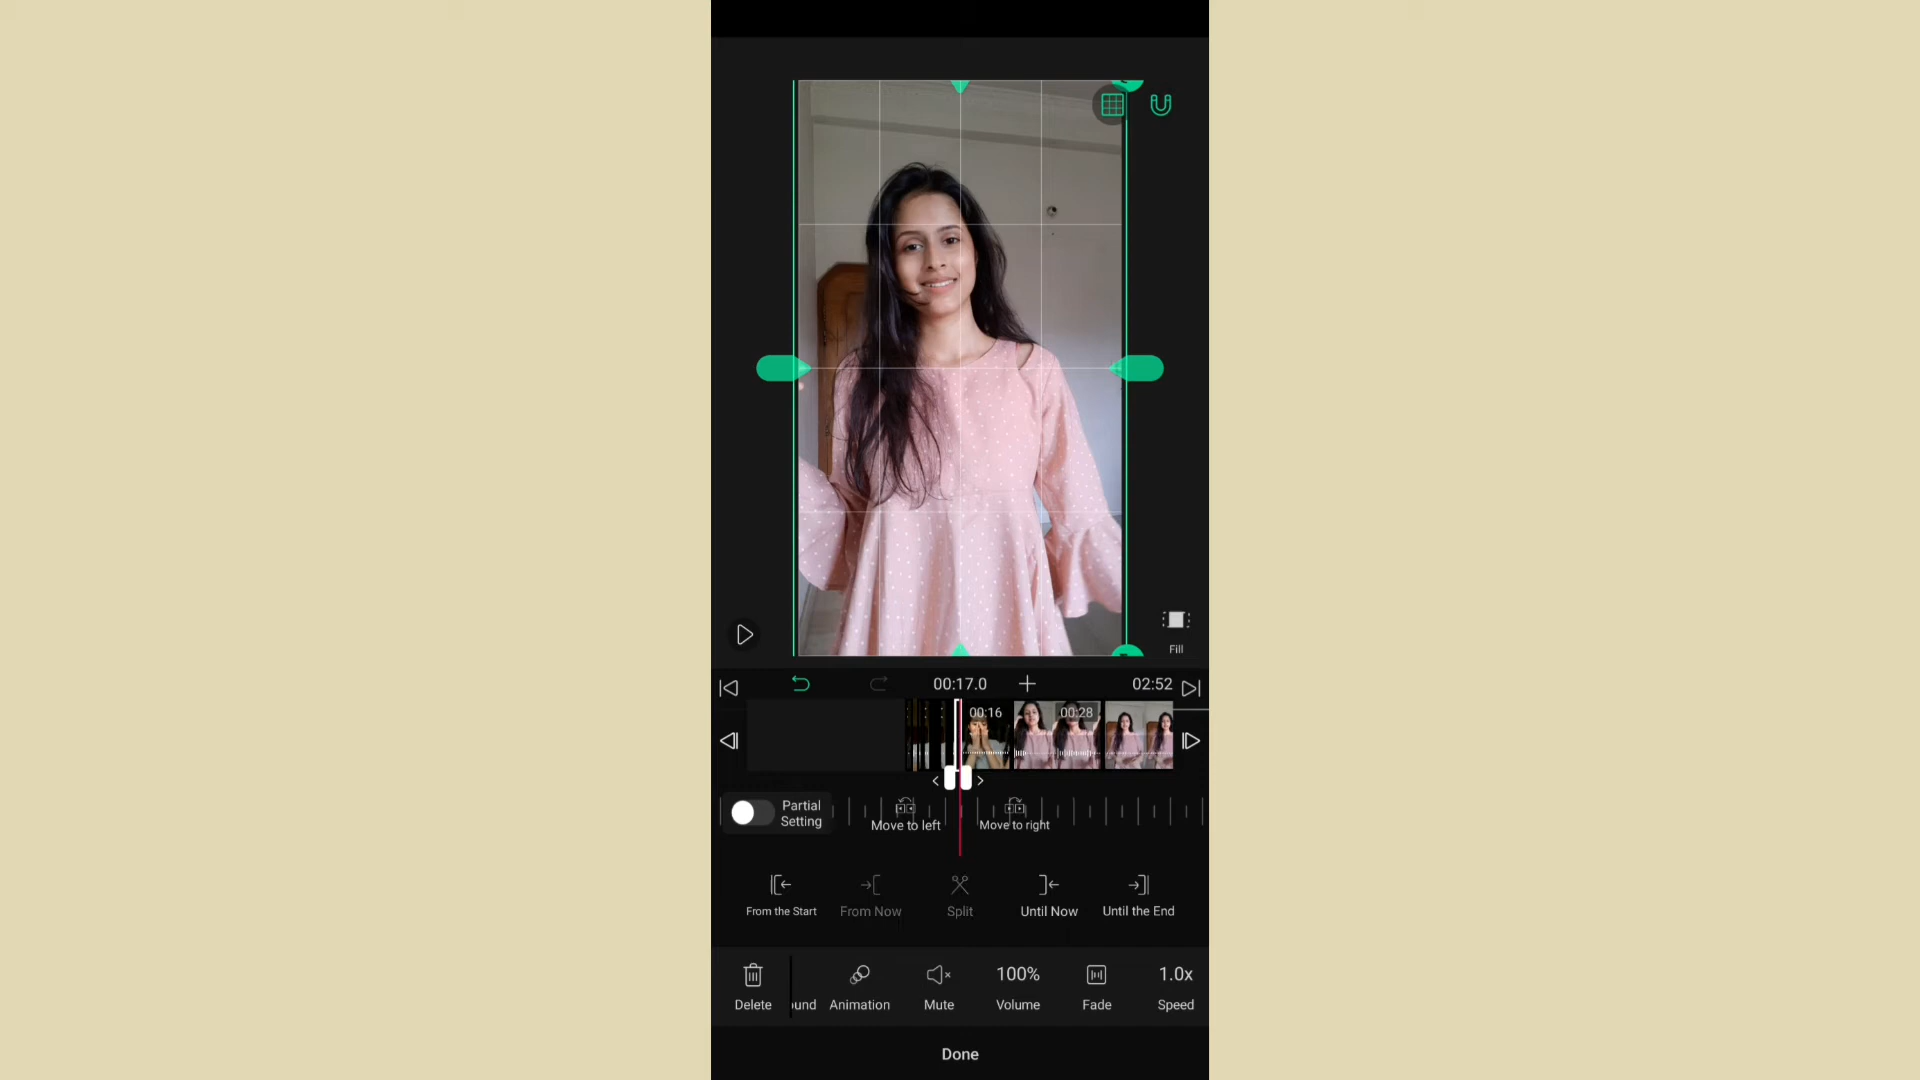 Fill
00:17.0
02:52
00:16
00:28
Partial
Setting
Move to left
Move to right
From the Start
From Now
Split
Until Now
Until the End
100%
1.0x
Delete
und
Animation
Mute
Volume
Fade
Speed
Done